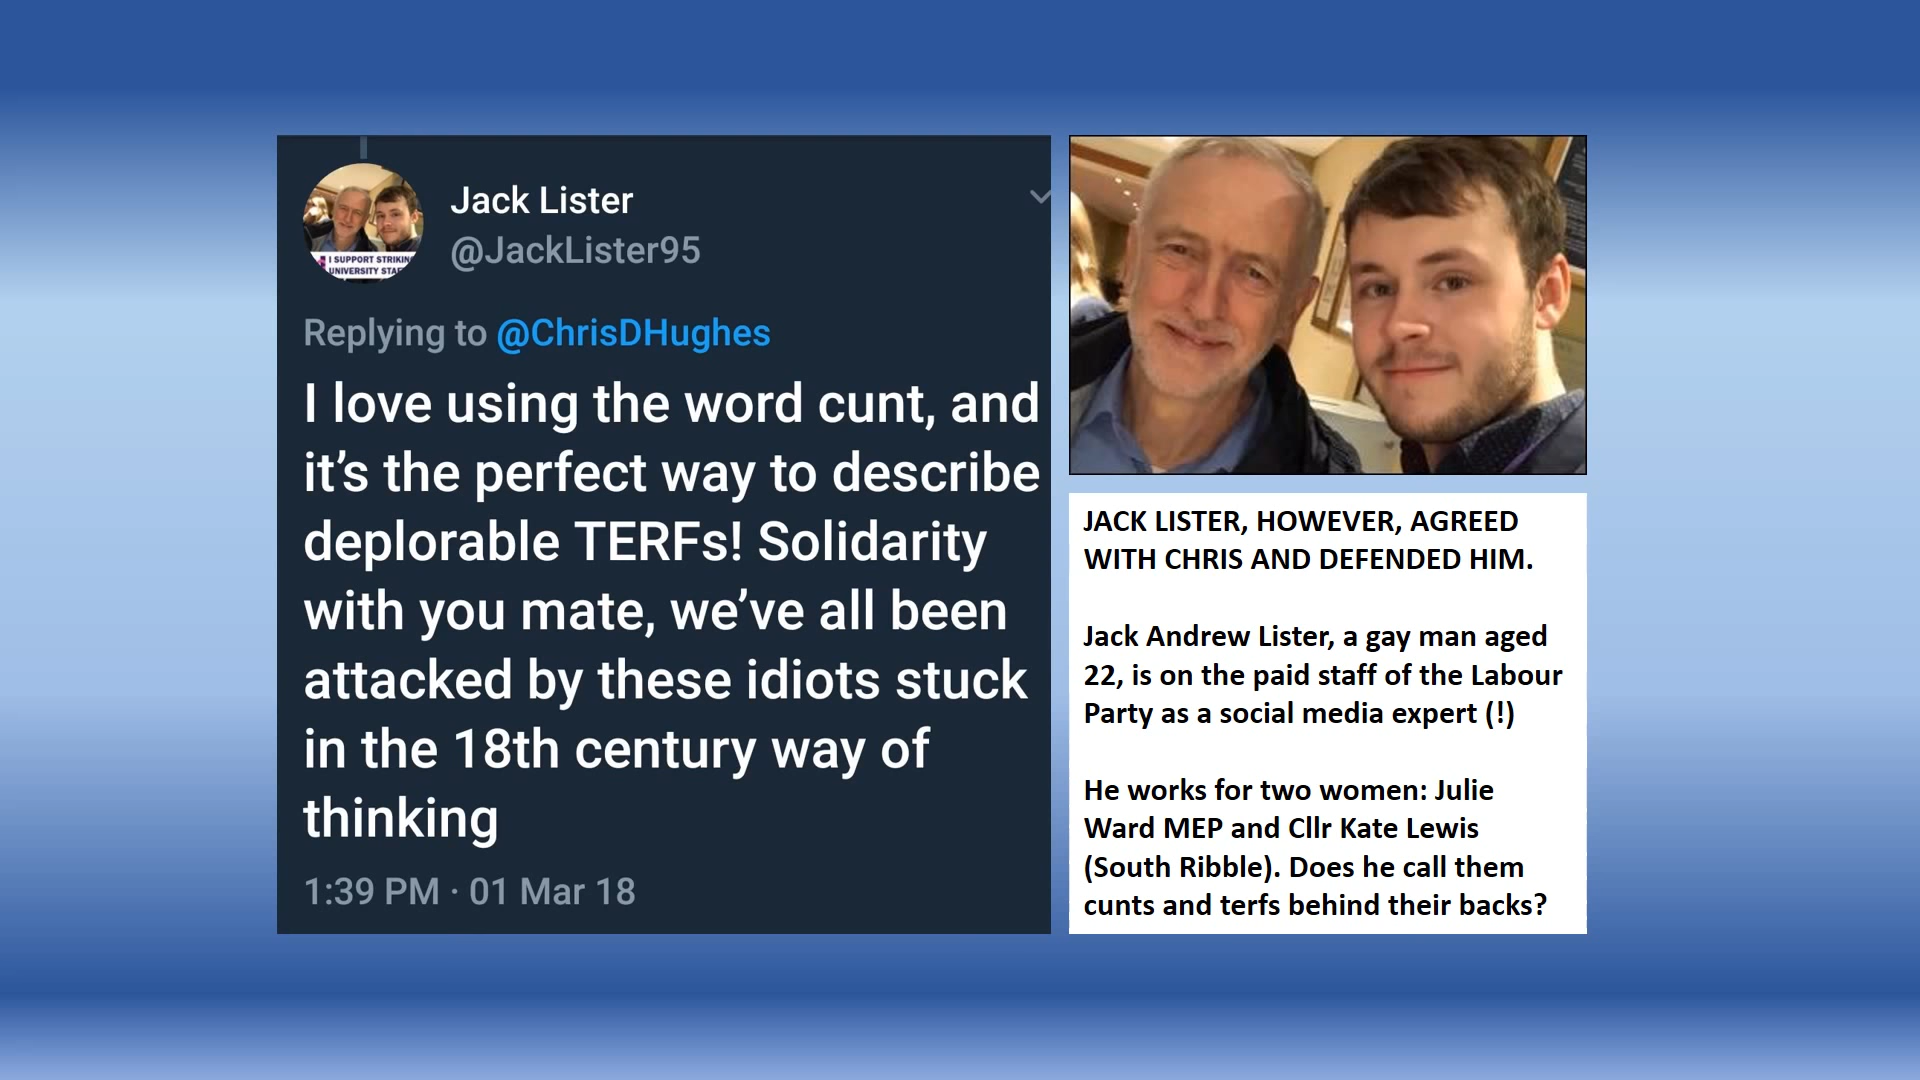 Jack Lister
@JackLister95
I SUPPORT STRIKING
UNIVERSITY STAFF
Replying to @ChrisDHughes
I love using the word cunt, and
it's the perfect way to describe
deplorable TERFs! Solidarity
with you mate, we've all been
attacked by these idiots stuck
in the 18th century way of
thinking
1:39 PM · 01 Mar 18
JACK LISTER, HOWEVER, AGREED
WITH CHRIS AND DEFENDED HIM.
Jack Andrew Lister, a gay man aged
22, is on the paid staff of the Labour
Party as a social media expert (!)
He works for two women: Julie
Ward MEP and Cllr Kate Lewis
(South Ribble). Does he call them
cunts and terfs behind their backs?